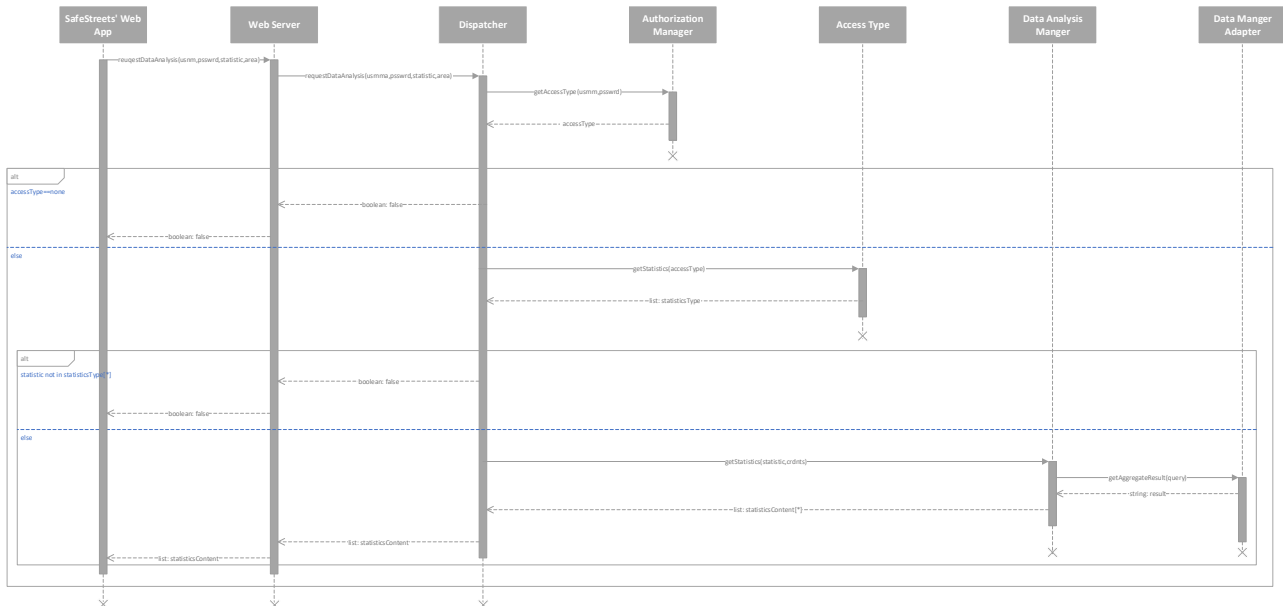 SafeStreets' Web
App
Web Server
Dispatcher
Authorization
Manager
Access Type
Data Analysis
Manger
Data Manger
Adapter
reuqestDataAnalysis(usnm,psswrd,statistic,area)
requestDataAnalysis(usmma,psswrd,statistic,area)
getAccessType(usmm,psswrd)
accessType
alt
accessType==none
boolean: false
boolean: false
else
getStatistics(accessType)
list: statisticsType
alt
statistic not in statisticsType[*]
boolean: false
boolean: false
else
getStatistics(statistic,crdnts)
getAggregateResult(query)
string: result
list: statisticsContent[*]
list: statisticsContent
list: statisticsContent